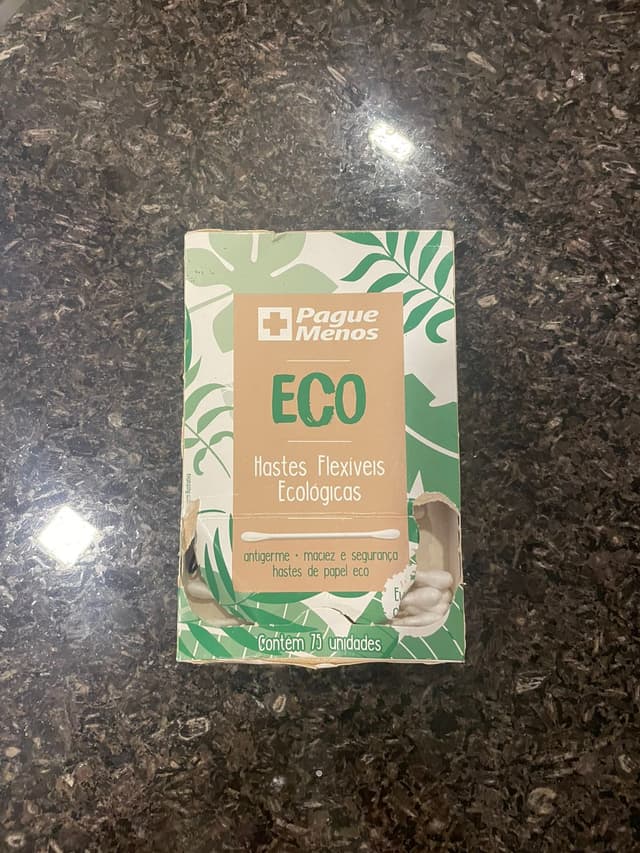 Pague
Menos
ECO
Hastes Flexíveis
Ecológicas
antigerme • maciez e segurança
hastes de papel eco
Contém 75 unidades